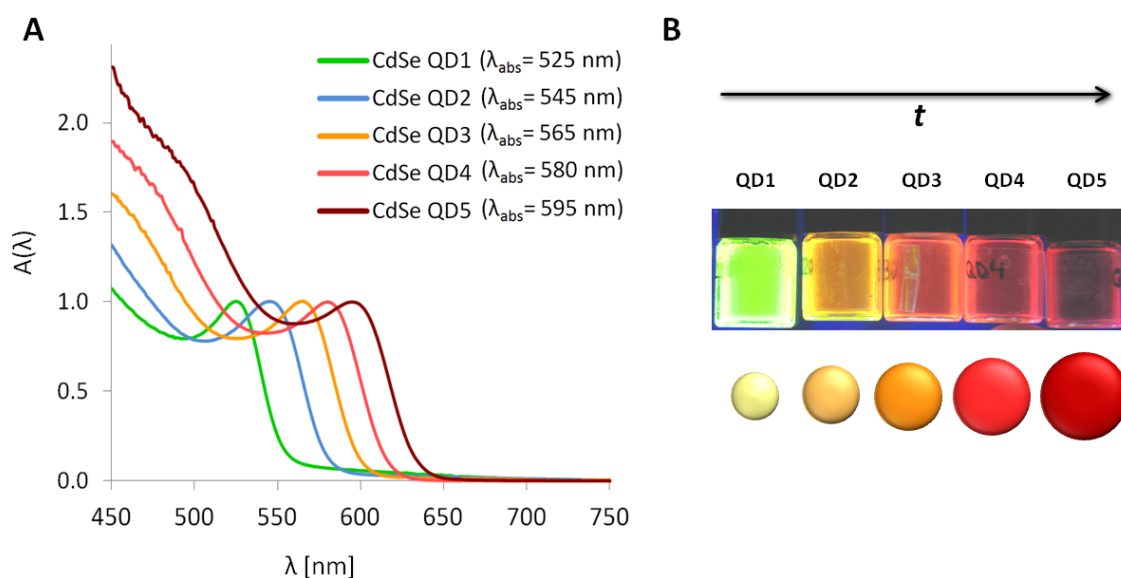 A
CdSe QD1 (λabs= 525 nm)
CdSe QD2 (λabs= 545 nm)
CdSe QD3 (λabs= 565 nm)
CdSe QD4 (λabs= 580 nm)
CdSe QD5 (λabs= 595 nm)
A(λ)
2.0
1.5
1.0
0.5
0.0
450 500 550 600 650 700 750
λ [nm]
B
t
QD1 QD2 QD3 QD4 QD5
QD4